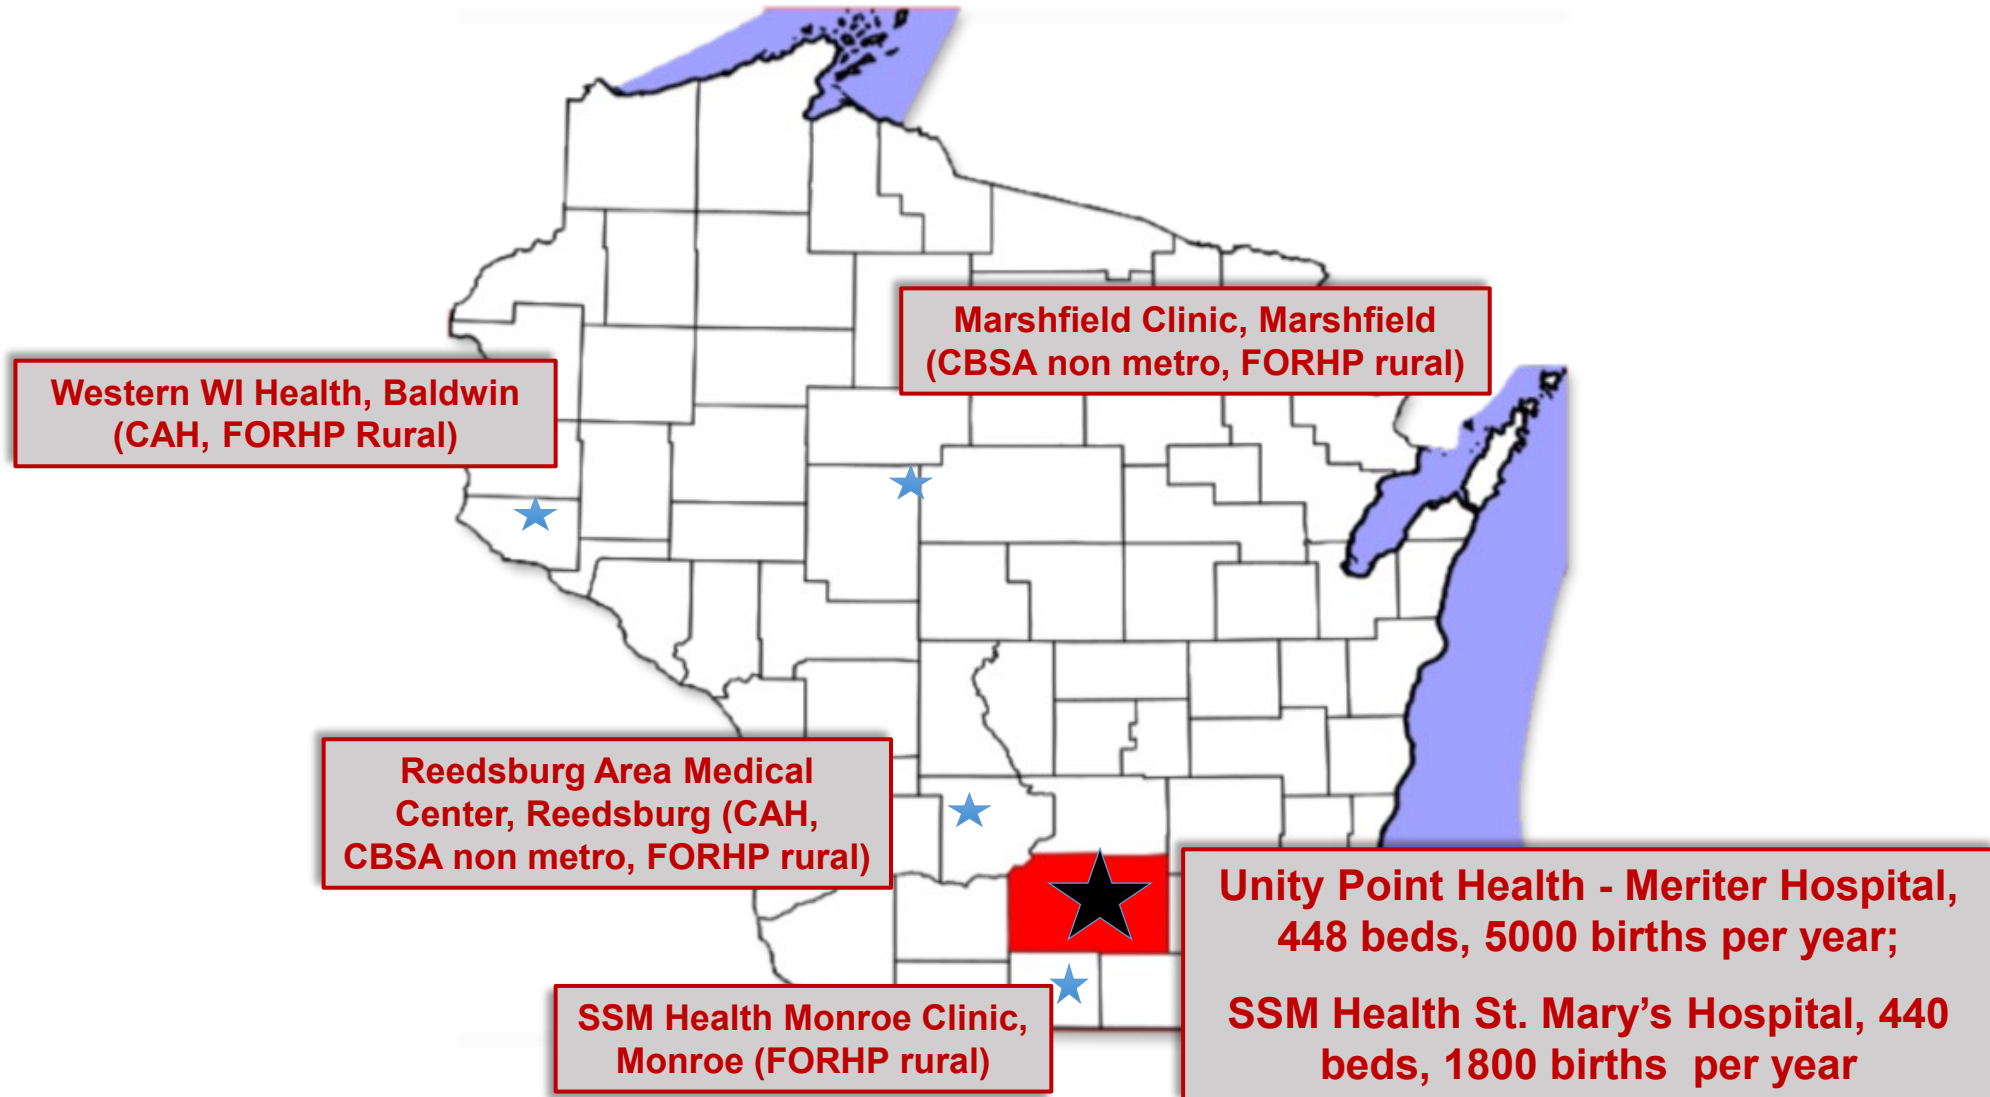 Marshfield Clinic, Marshfield
(CBSA non metro, FORHP rural)
Western WI Health, Baldwin
(CAH, FORHP Rural)
Reedsburg Area Medical
Center, Reedsburg (CAH,
CBSA non metro, FORHP rural)
Unity Point Health - Meriter Hospital,
448 beds, 5000 births per year;
SSM Health St. Mary’s Hospital, 440
beds, 1800 births per year
SSM Health Monroe Clinic,
Monroe (FORHP rural)